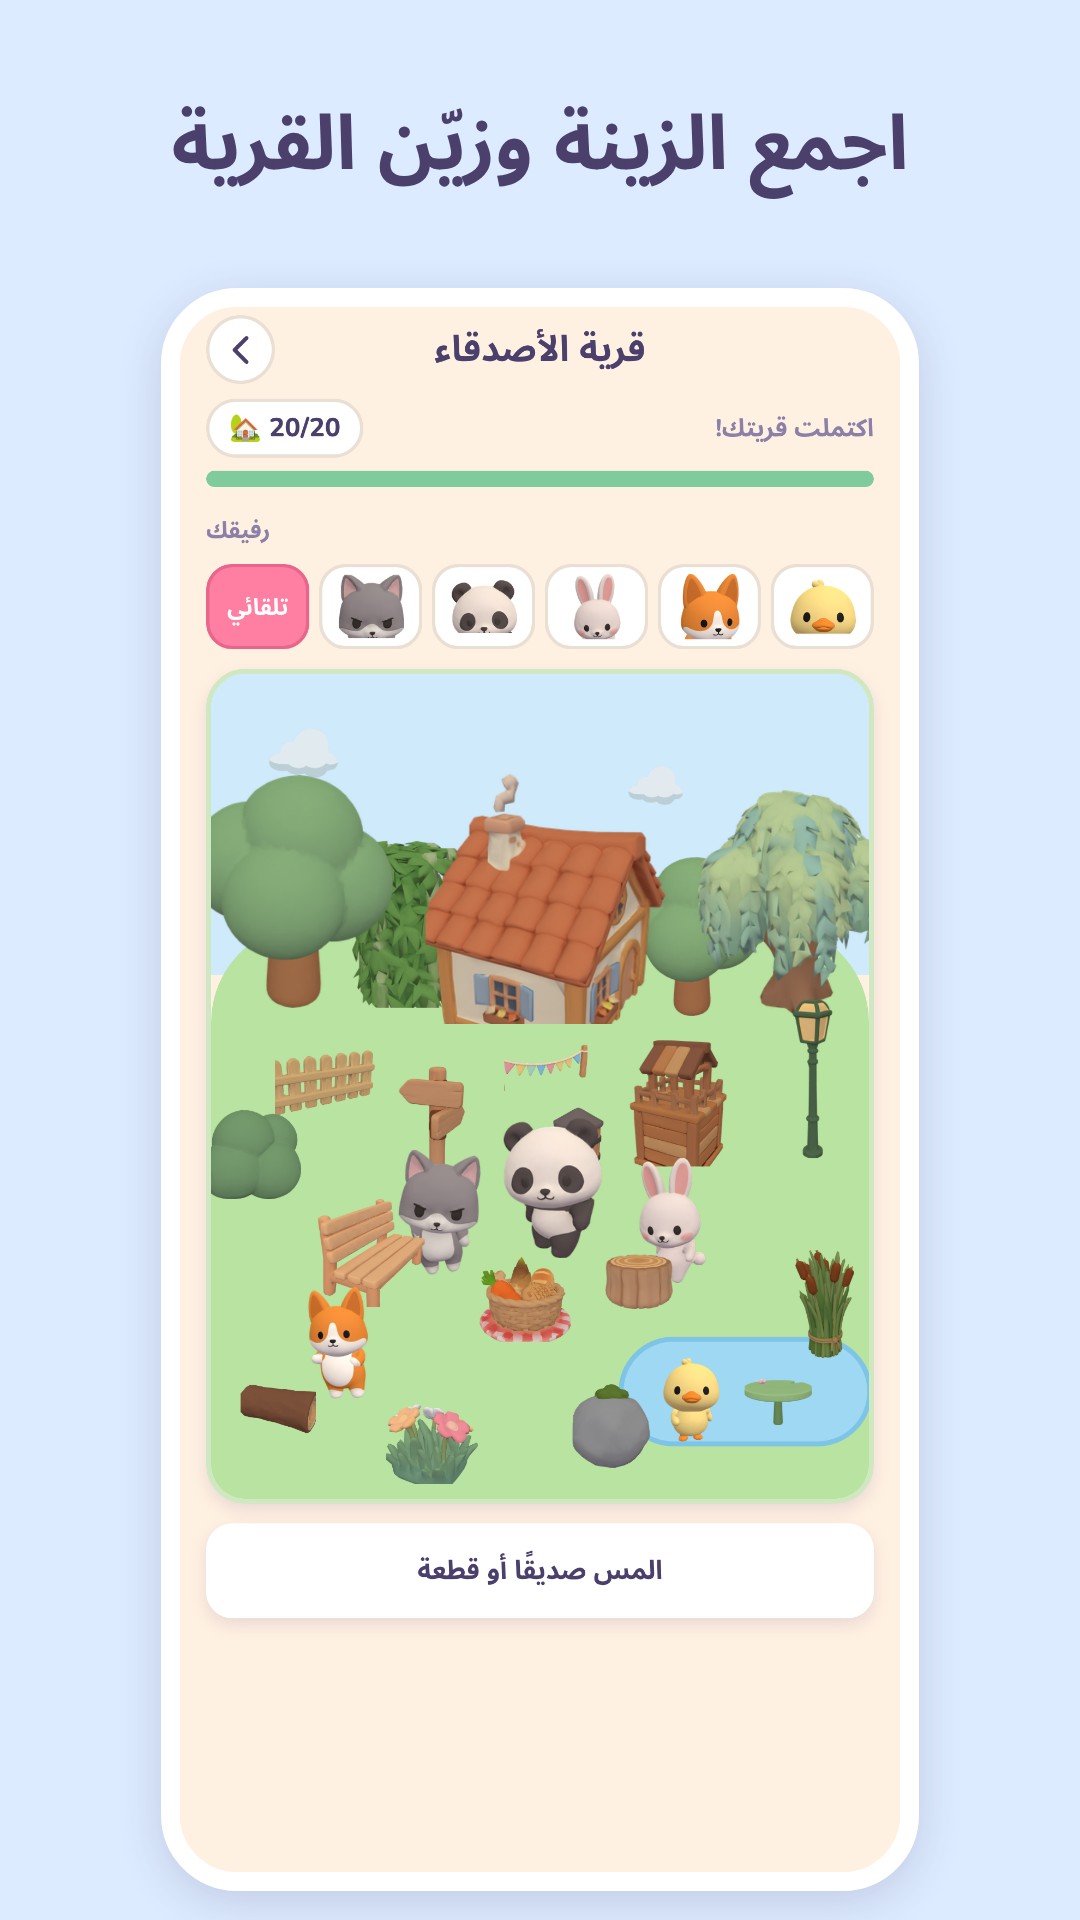 اجمع الزينة وزيّن القرية
قرية الأصدقاء
اكتملت قريتك!
20/20
رفيقك
تلقائي
المس صديقًا أو قطعة